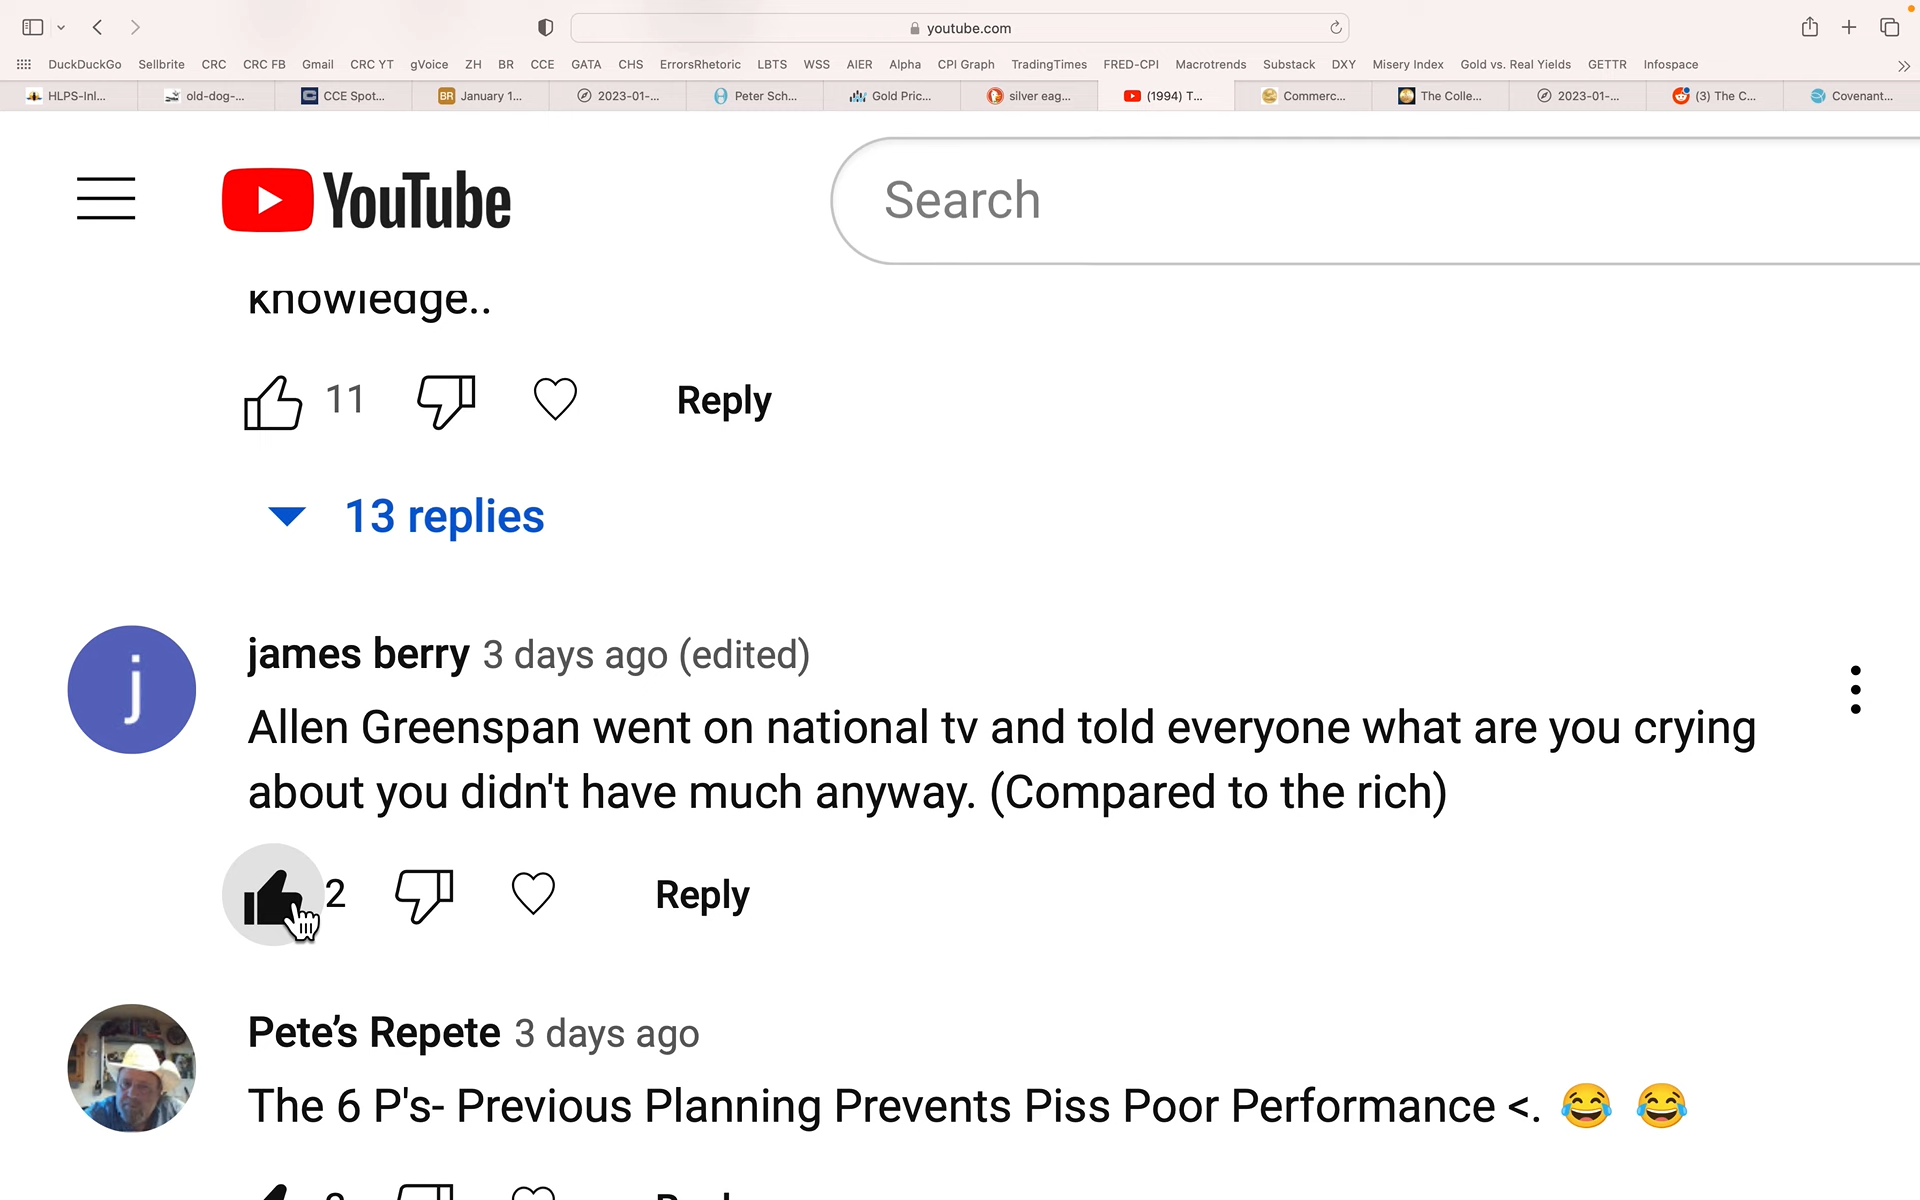 youtube.com
DuckDuckGo Sellbrite CRC CRC FB Gmail CRC YT gVoice ZH BR CCE GATA CHS ErrorsRhetoric LBTS WSS AIER Alpha CPI Graph TradingTimes FRED-CPI Macrotrends Substack DXY Misery Index Gold vs. Real Yields GETTR Infospace
HLPS-Inl... old-dog-... CCE Spot... BR January 1... 2023-01-... Peter Sch... Gold Pric... silver eag... (1994) T... Commerc... The Colle... 2023-01-... (3) The C... Covenant...
YouTube
Search
knowledge..
11 Reply
13 replies
j
james berry 3 days ago (edited)
Allen Greenspan went on national tv and told everyone what are you crying
about you didn't have much anyway. (Compared to the rich)
2 Reply
Pete's Repete 3 days ago
The 6 P's- Previous Planning Prevents Piss Poor Performance <. 😂 😂